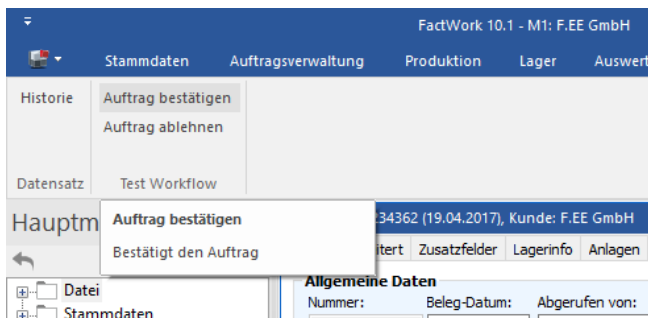 FactWork 10.1 - M1: F.EE GmbH
Stammdaten Auftragsverwaltung Produktion Lager
Historie Auftrag bestätigen
Auftrag ablehnen
Datensatz Test Workflow
Auftrag bestätigen
34362 (19.04.2017), Kunde: F.EE GmbH
Bestätigt den Auftrag
Zusatzfelder Lagerinfo Anlagen
Allgemeine Daten
Datei
Nummer: Beleg-Datum: Abgerufen von:
Stammdaten